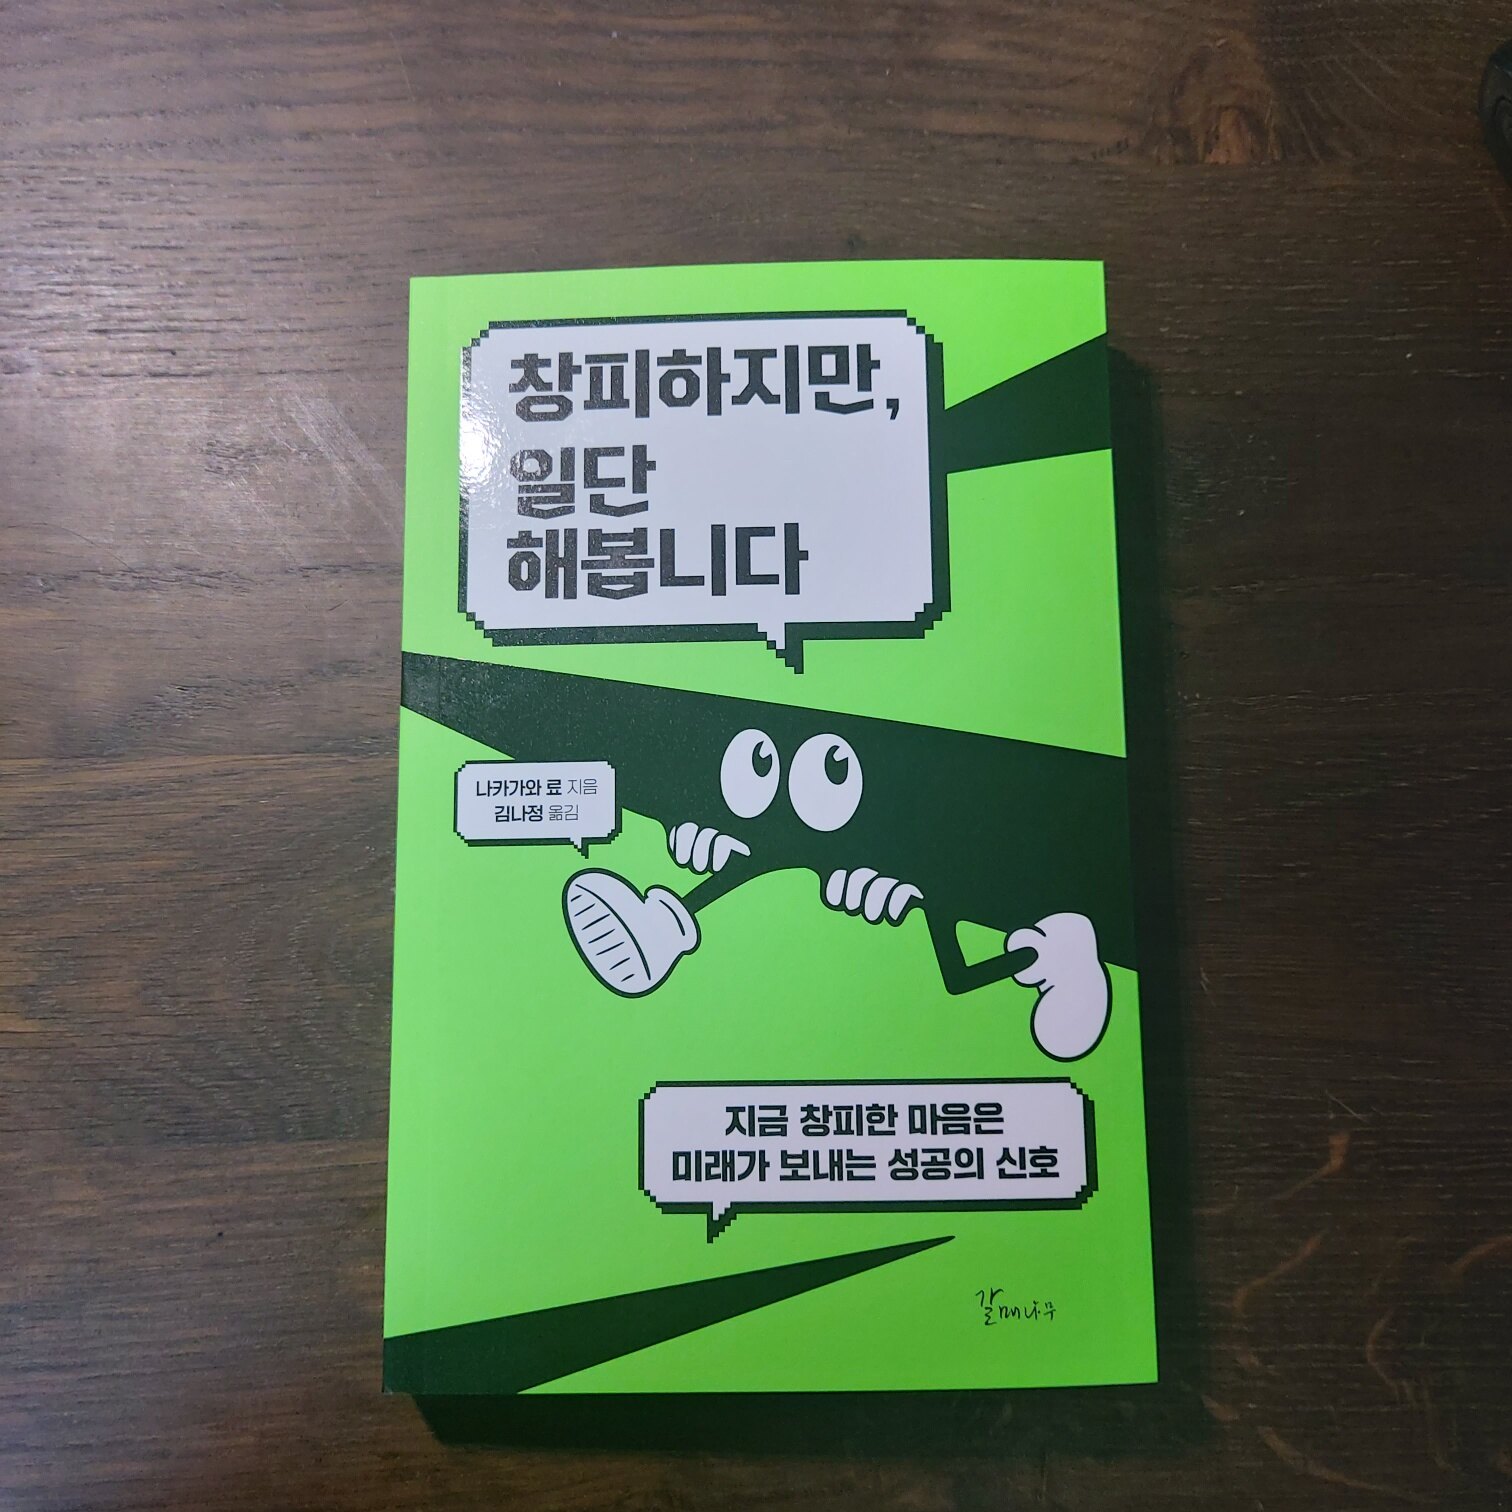 창피하지만,
일단
해봅니다
나카가와 료 지음
김나정 옮김
지금 창피한 마음은
미래가 보내는 성공의 신호
갈매나무